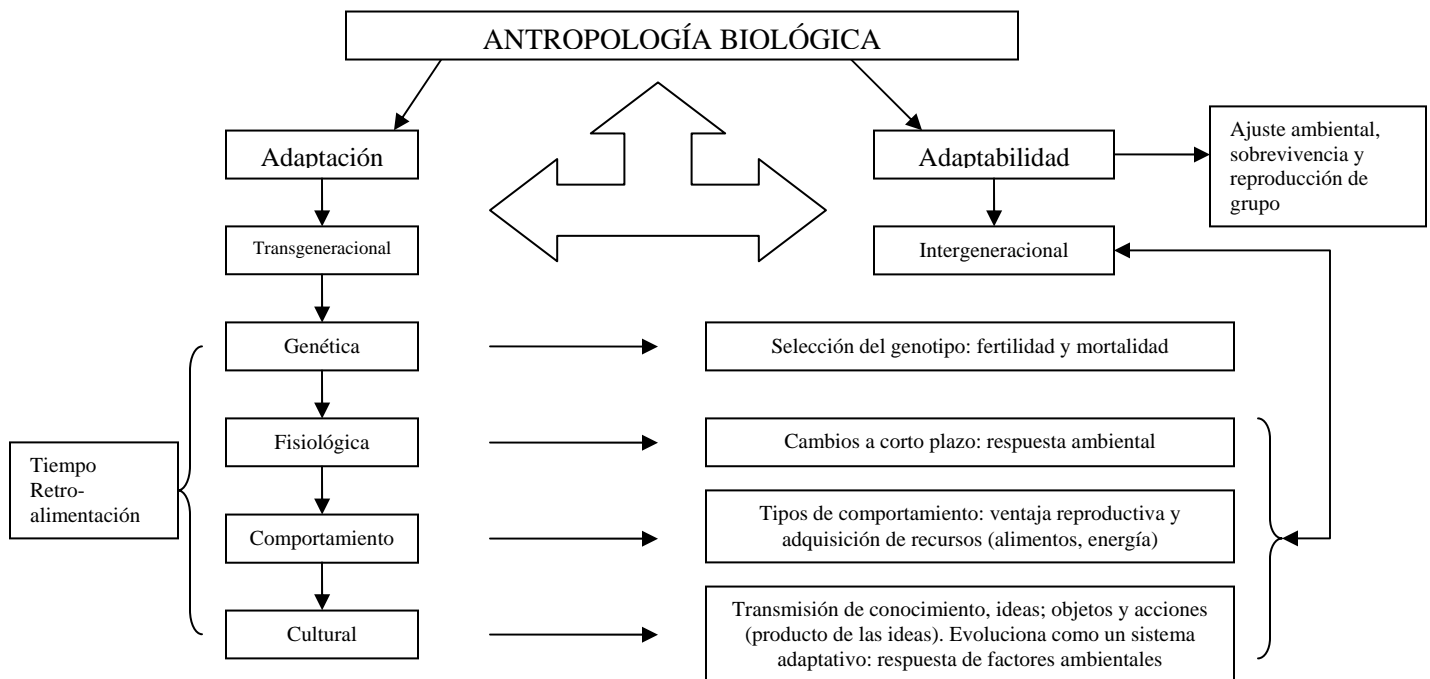 ANTROPOLOGÍA BIOLÓGICA
Adaptación
Adaptabilidad
Ajuste ambiental,
sobrevivencia y
reproducción de
grupo
Transgeneracional
Intergeneracional
Genética
Selección del genotipo: fertilidad y mortalidad
Fisiológica
Cambios a corto plazo: respuesta ambiental
Tiempo
Retro-
alimentación
Comportamiento
Tipos de comportamiento: ventaja reproductiva y
adquisición de recursos (alimentos, energía)
Cultural
Transmisión de conocimiento, ideas; objetos y acciones
(producto de las ideas). Evoluciona como un sistema
adaptativo: respuesta de factores ambientales